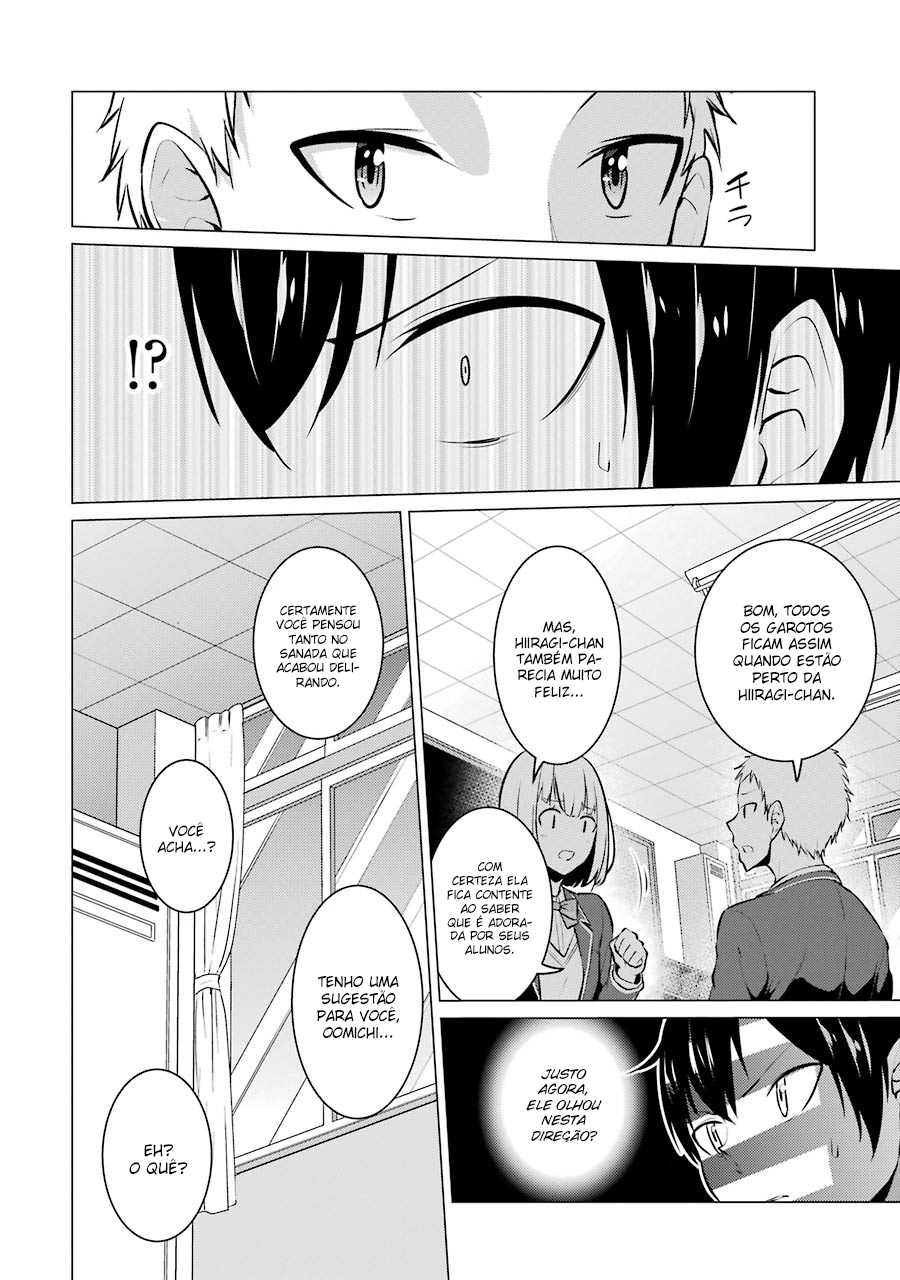 チラ
!?
BOM, TODOS
OS GAROTOS
FICAM ASSIM
QUANDO ESTÃO
PERTO DA
HIIRAGI-CHAN.
MAS,
HIIRAGI-CHAN
TAMBÉM PA-
RECIA MUITO
FELIZ...
COM
CERTEZA ELA
FICA CONTENTE
AO SABER
QUE É ADORA-
DA POR SEUS
ALUNOS.
JUSTO
AGORA,
ELE OLHOU
NESTA
DIREÇÃO?
CERTAMENTE
VOCÊ PENSOU
TANTO NO
SANADA QUE
ACABOU DELI-
RANDO.
VOCÊ
ACHA...?
TENHO UMA
SUGESTÃO
PARA VOCÊ,
OOMICHI...
EH?
O QUÊ?